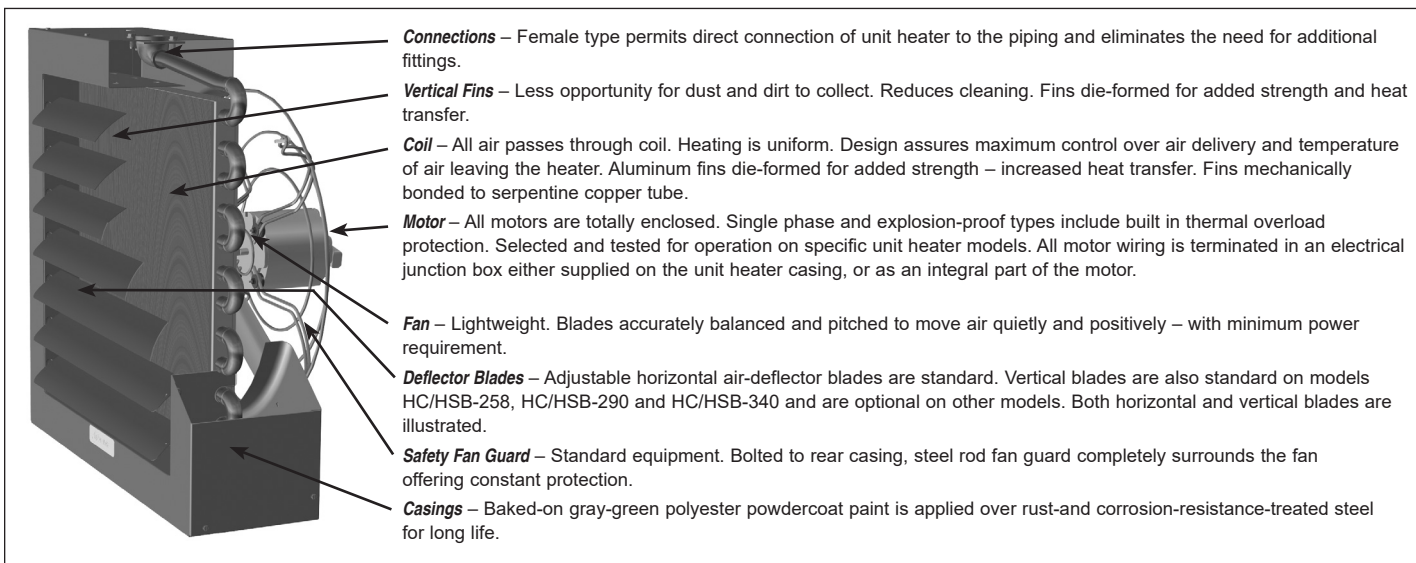 Connections – Female type permits direct connection of unit heater to the piping and eliminates the need for additional
fittings.
Vertical Fins – Less opportunity for dust and dirt to collect. Reduces cleaning. Fins die-formed for added strength and heat
transfer.
Coil – All air passes through coil. Heating is uniform. Design assures maximum control over air delivery and temperature
of air leaving the heater. Aluminum fins die-formed for added strength – increased heat transfer. Fins mechanically
bonded to serpentine copper tube.
Motor – All motors are totally enclosed. Single phase and explosion-proof types include built in thermal overload
protection. Selected and tested for operation on specific unit heater models. All motor wiring is terminated in an electrical
junction box either supplied on the unit heater casing, or as an integral part of the motor.
Fan – Lightweight. Blades accurately balanced and pitched to move air quietly and positively – with minimum power
requirement.
Deflector Blades – Adjustable horizontal air-deflector blades are standard. Vertical blades are also standard on models
HC/HSB-258, HC/HSB-290 and HC/HSB-340 and are optional on other models. Both horizontal and vertical blades are
illustrated.
Safety Fan Guard – Standard equipment. Bolted to rear casing, steel rod fan guard completely surrounds the fan
offering constant protection.
Casings – Baked-on gray-green polyester powdercoat paint is applied over rust-and corrosion-resistance-treated steel
for long life.